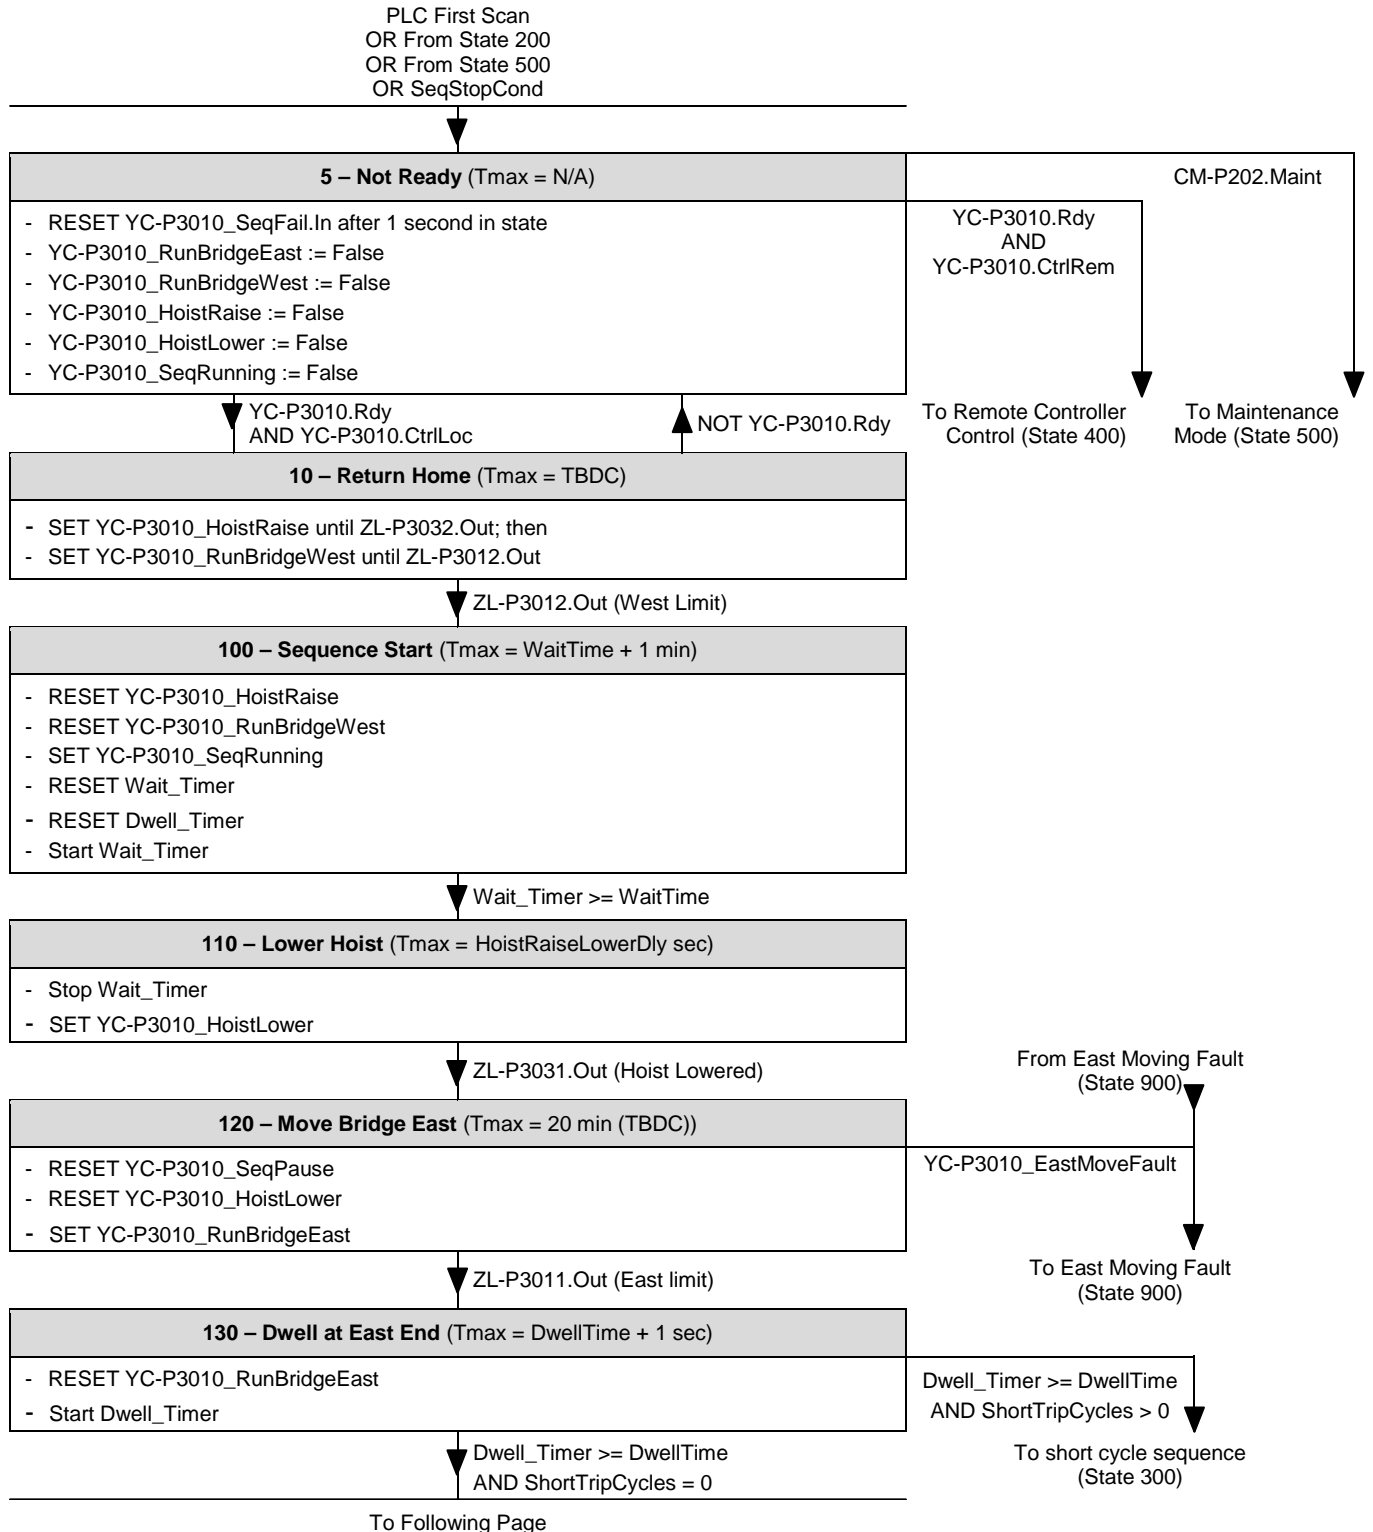 PLC First Scan
OR From State 200
OR From State 500
OR SeqStopCond
5 – Not Ready (Tmax = N/A)
CM-P202.Maint
- RESET YC-P3010_SeqFail.In after 1 second in state
- YC-P3010_RunBridgeEast := False
- YC-P3010_RunBridgeWest := False
- YC-P3010_HoistRaise := False
- YC-P3010_HoistLower := False
- YC-P3010_SeqRunning := False
YC-P3010.Rdy
AND
YC-P3010.CtrlRem
To Remote Controller
Control (State 400)
To Maintenance
Mode (State 500)
YC-P3010.Rdy
AND YC-P3010.CtrlLoc
NOT YC-P3010.Rdy
10 – Return Home (Tmax = TBDC)
- SET YC-P3010_HoistRaise until ZL-P3032.Out; then
- SET YC-P3010_RunBridgeWest until ZL-P3012.Out
ZL-P3012.Out (West Limit)
100 – Sequence Start (Tmax = WaitTime + 1 min)
- RESET YC-P3010_HoistRaise
- RESET YC-P3010_RunBridgeWest
- SET YC-P3010_SeqRunning
- RESET Wait_Timer
- RESET Dwell_Timer
- Start Wait_Timer
Wait_Timer >= WaitTime
110 – Lower Hoist (Tmax = HoistRaiseLowerDly sec)
- Stop Wait_Timer
- SET YC-P3010_HoistLower
ZL-P3031.Out (Hoist Lowered)
From East Moving Fault
(State 900)
120 – Move Bridge East (Tmax = 20 min (TBDC))
- RESET YC-P3010_SeqPause
- RESET YC-P3010_HoistLower
- SET YC-P3010_RunBridgeEast
YC-P3010_EastMoveFault
To East Moving Fault
(State 900)
ZL-P3011.Out (East limit)
130 – Dwell at East End (Tmax = DwellTime + 1 sec)
- RESET YC-P3010_RunBridgeEast
- Start Dwell_Timer
Dwell_Timer >= DwellTime
AND ShortTripCycles > 0
To short cycle sequence
(State 300)
Dwell_Timer >= DwellTime
AND ShortTripCycles = 0
To Following Page